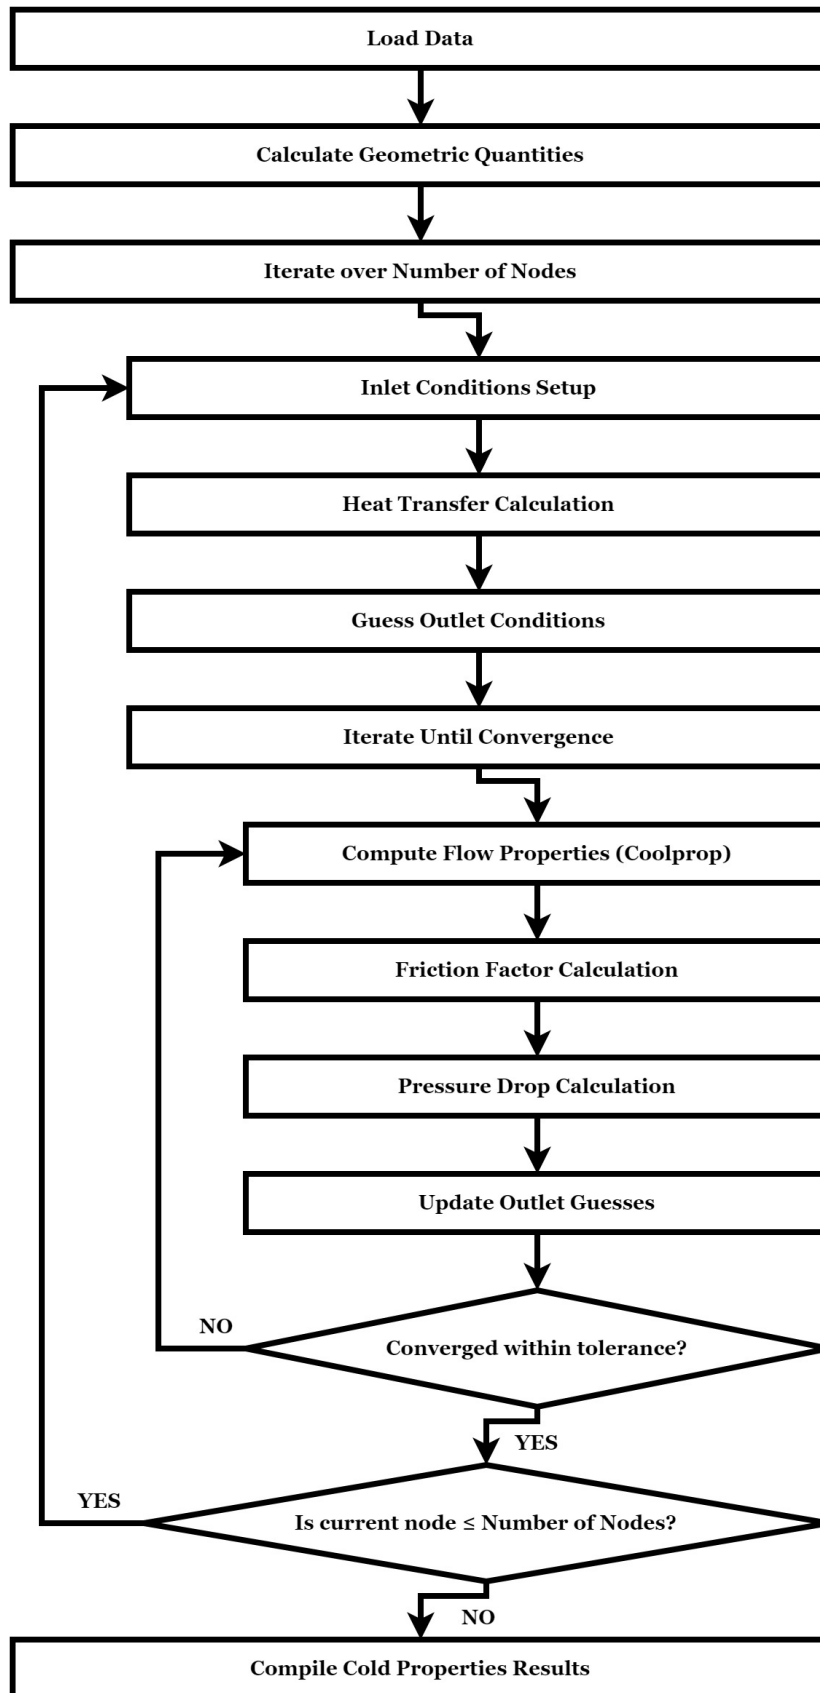 Load Data
Calculate Geometric Quantities
Iterate over Number of Nodes
Inlet Conditions Setup
Heat Transfer Calculation
Guess Outlet Conditions
Iterate Until Convergence
Compute Flow Properties (Coolprop)
Friction Factor Calculation
Pressure Drop Calculation
Update Outlet Guesses
NO
Converged within tolerance?
YES
YES
Is current node ≤ Number of Nodes?
NO
Compile Cold Properties Results